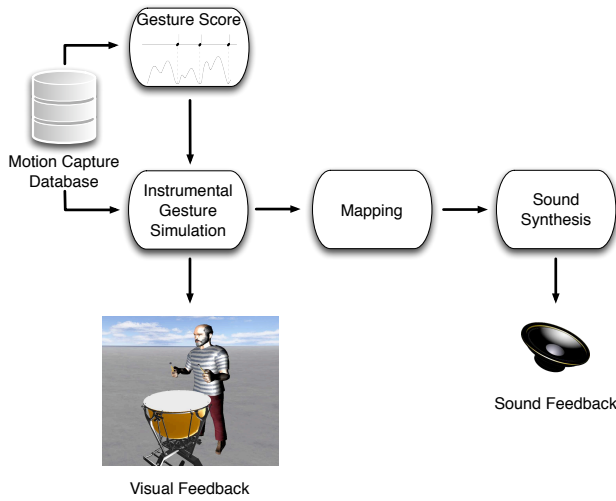 Gesture Score
Motion Capture
Database
Instrumental
Gesture
Simulation
Mapping
Sound
Synthesis
Sound Feedback
Visual Feedback